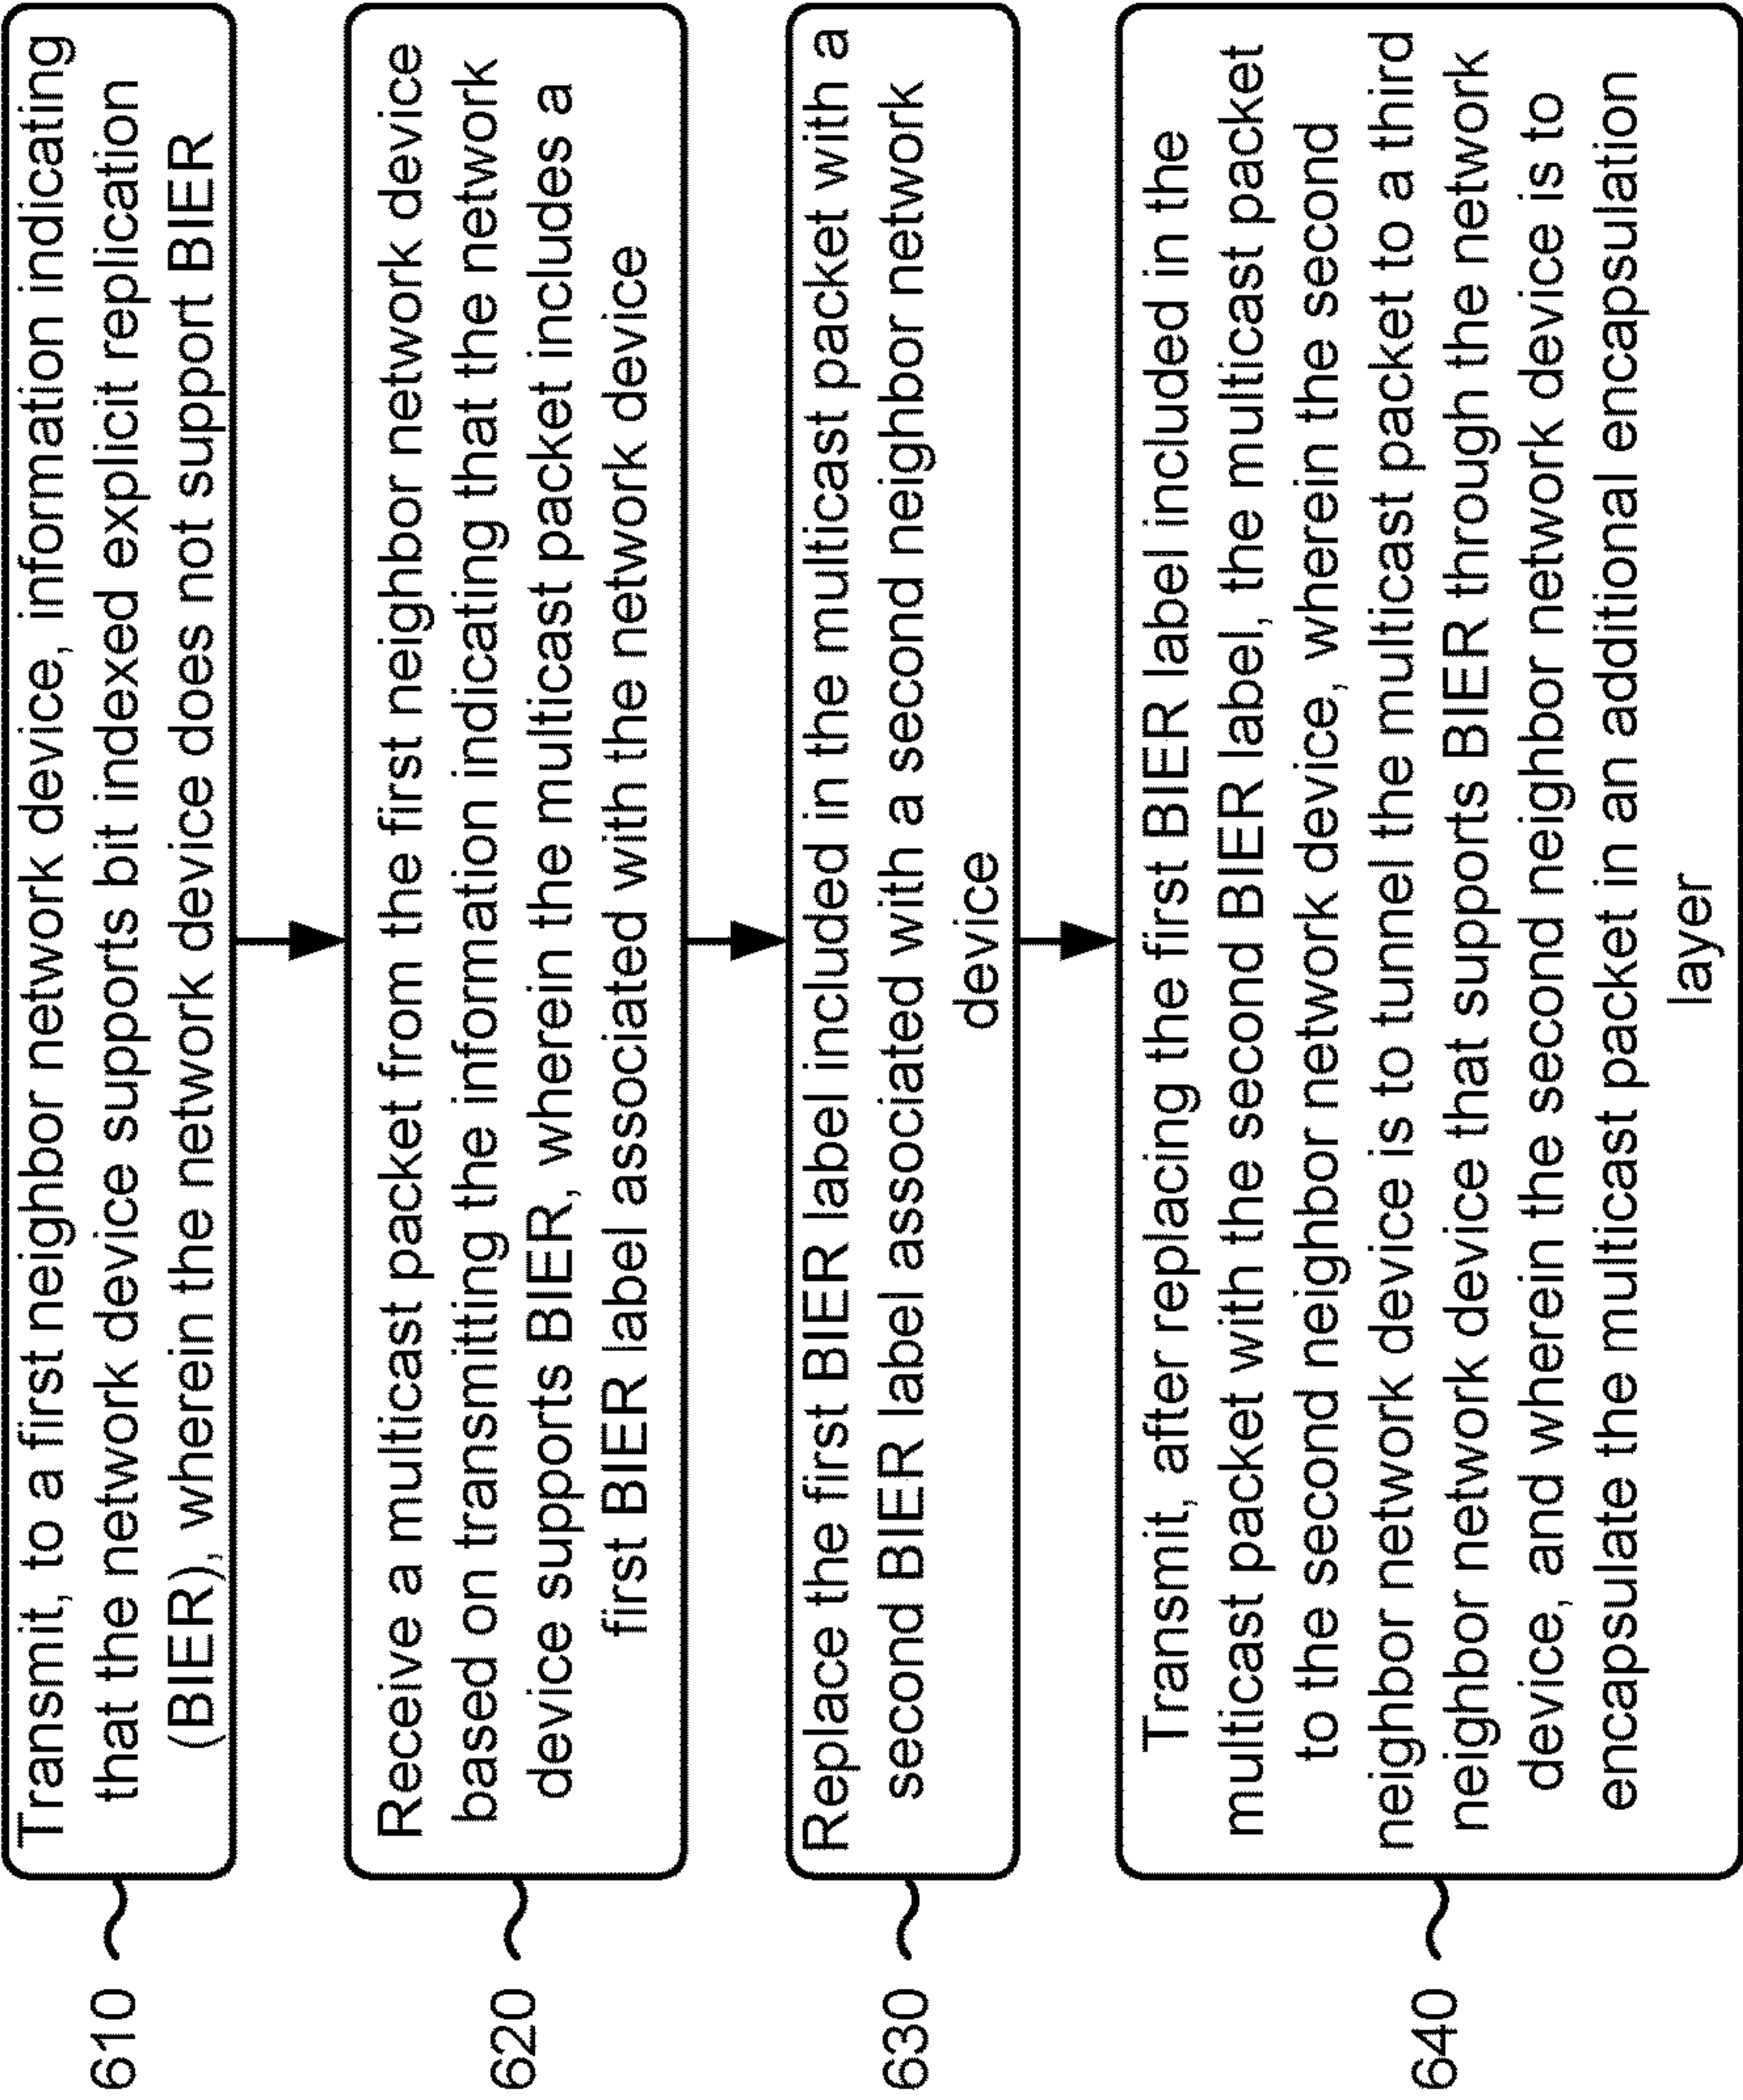 610
Transmit, to a first neighbor network device, information indicating
that the network device supports bit indexed explicit replication
(BIER), wherein the network device does not support BIER
620
Receive a multicast packet from the first neighbor network device
based on transmitting the information indicating that the network
device supports BIER, wherein the multicast packet includes a
first BIER label associated with the network device
630
Replace the first BIER label included in the multicast packet with a
second BIER label associated with a second neighbor network
device
640
Transmit, after replacing the first BIER label included in the
multicast packet with the second BIER label, the multicast packet
to the second neighbor network device, wherein the second
neighbor network device is to tunnel the multicast packet to a third
neighbor network device that supports BIER through the network
device, and wherein the second neighbor network device is to
encapsulate the multicast packet in an additional encapsulation
layer